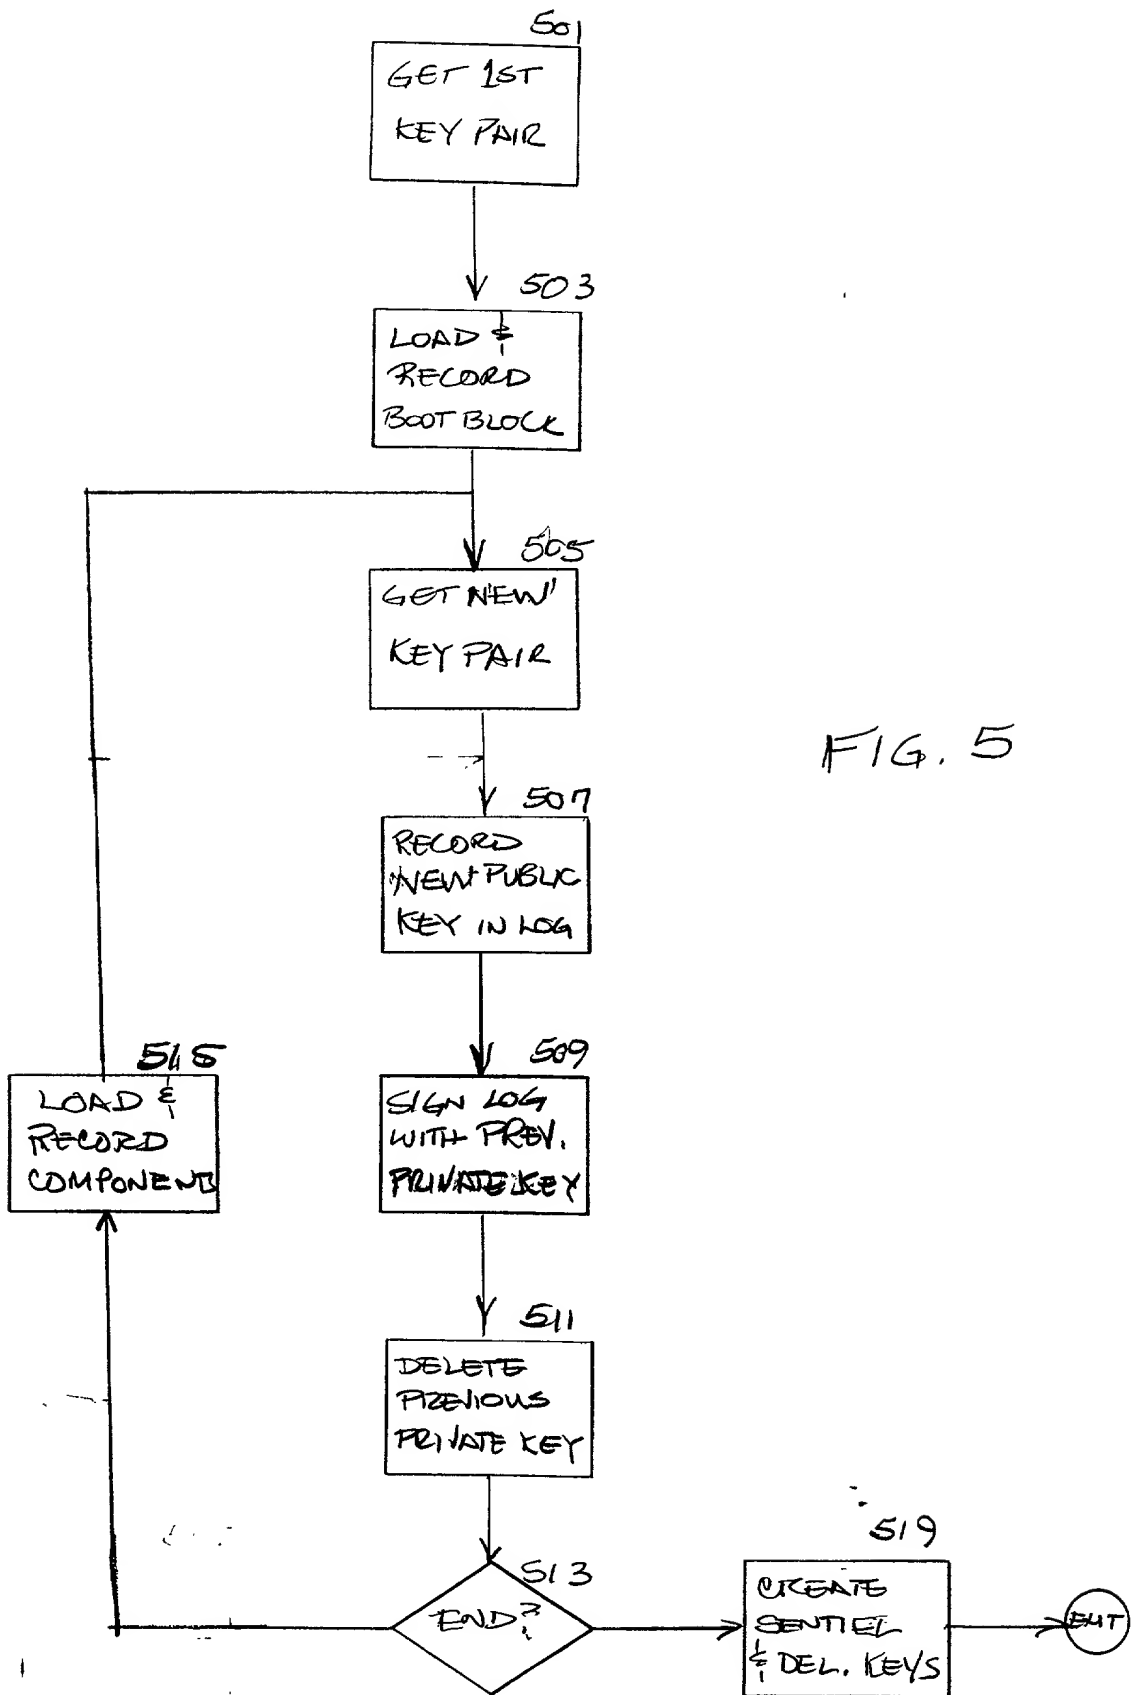 501
GET 1ST
KEY PAIR
503
LOAD &
RECORD
BOOT BLOCK
505
GET NEW
KEY PAIR
FIG. 5
507
RECORD
NEW PUBLIC
KEY IN LOG
515
LOAD &
RECORD
COMPONENT
509
SIGN LOG
WITH PREV.
PRIVATE KEY
511
DELETE
PREVIOUS
PRIVATE KEY
513
END?
519
CREATE
SENTIEL
& DEL. KEYS
EXIT